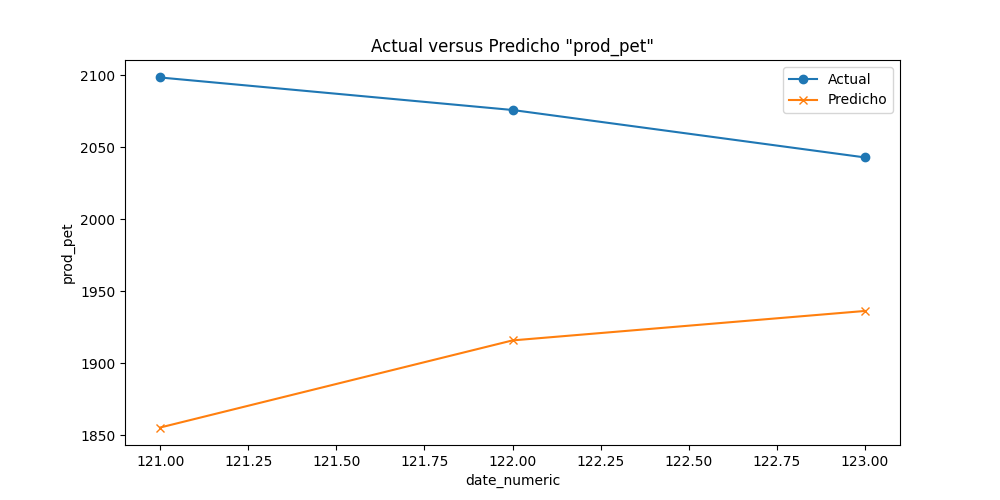 Actual versus Predicho "prod_pet"
Actual
Predicho
2100
2050
2000
1950
1900
1850
prod_pet
121.00 121.25 121.50 121.75 122.00 122.25 122.50 122.75 123.00
date_numeric